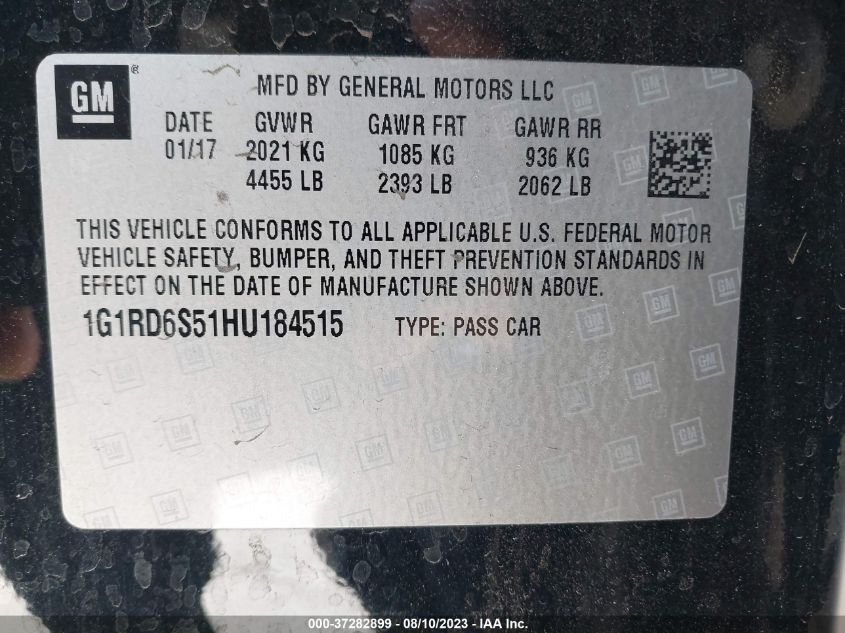 GM®
MFD BY GENERAL MOTORS LLC
DATE GVWR GAWR FRT GAWR RR
01/17 2021 KG 1085 KG 936 KG
4455 LB 2393 LB 2062 LB
THIS VEHICLE CONFORMS TO ALL APPLICABLE U.S. FEDERAL MOTOR
VEHICLE SAFETY, BUMPER, AND THEFT PREVENTION STANDARDS IN
EFFECT ON THE DATE OF MANUFACTURE SHOWN ABOVE.
1G1RD6S51HU184515 TYPE: PASS CAR
000-37282899 - 08/10/2023 - Copyright © 2023 IAA.